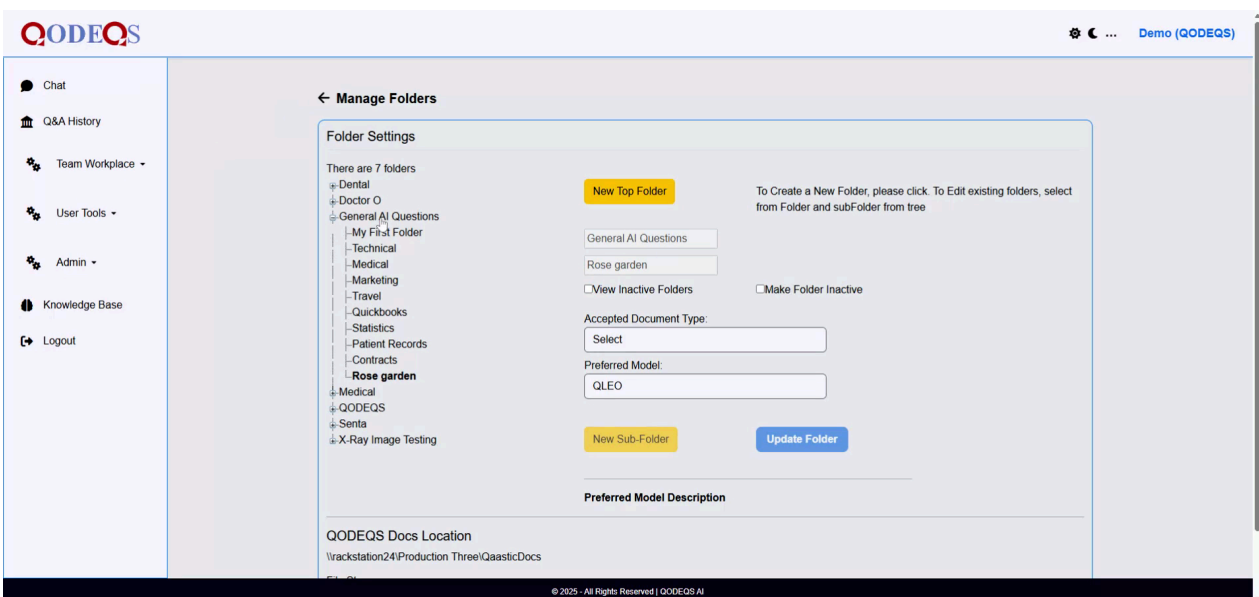 QODEQS
... Demo (QODEQS)
Chat
Q&A History
Team Workplace
User Tools
Admin
Knowledge Base
Logout
← Manage Folders
Folder Settings
There are 7 folders
Dental
Doctor O
General AI Questions
My First Folder
Technical
Medical
Marketing
Travel
Quickbooks
Statistics
Patient Records
Contracts
Rose garden
Medical
QODEQS
Senta
X-Ray Image Testing
New Top Folder
To Create a New Folder, please click. To Edit existing folders, select
from Folder and subFolder from tree
General AI Questions
Rose garden
View Inactive Folders
Make Folder Inactive
Accepted Document Type:
Select
Preferred Model:
QLEO
New Sub-Folder
Update Folder
Preferred Model Description
QODEQS Docs Location
\\rackstation24\Production Three\QaasticDocs
© 2025 - All Rights Reserved | QODEQS AI